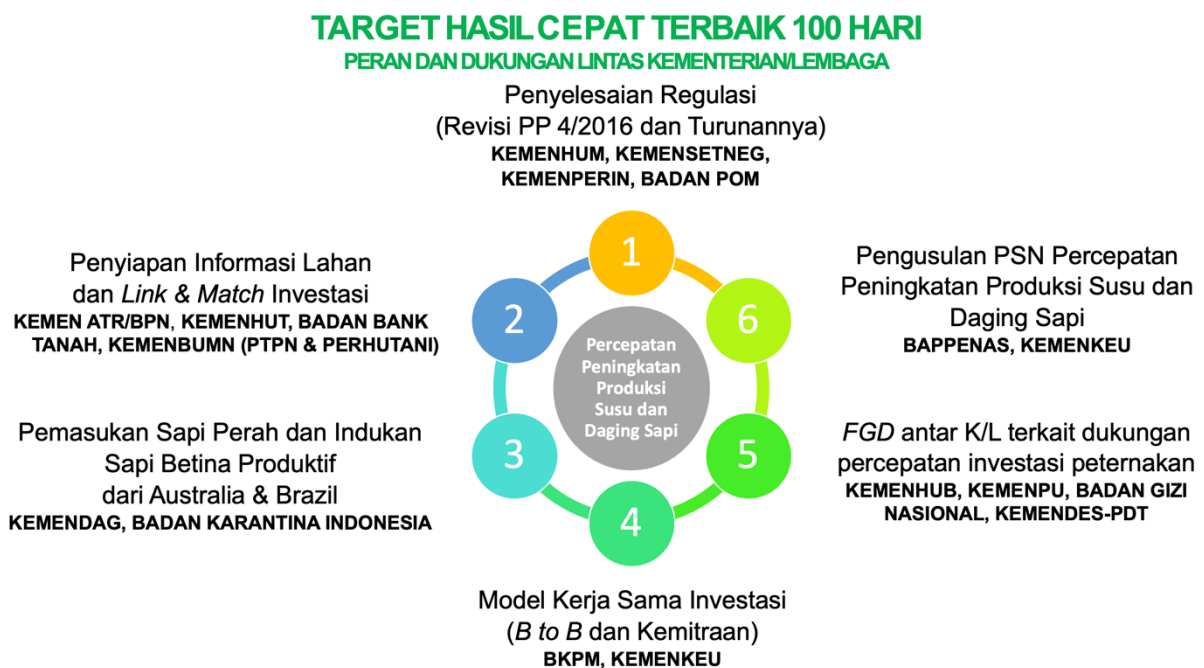 TARGET HASIL CEPAT TERBAIK 100 HARI
PERAN DAN DUKUNGAN LINTAS KEMENTERIAN/LEMBAGA
Penyelesaian Regulasi
(Revisi PP 4/2016 dan Turunannya)
KEMENHUM, KEMENSETNEG,
KEMENPERIN, BADAN POM
1
Penyiapan Informasi Lahan
dan Link & Match Investasi
KEMEN ATR/BPN, KEMENHUT, BADAN BANK
TANAH, KEMENBUMN (PTPN & PERHUTANI)
2
Pemasukan Sapi Perah dan Indukan
Sapi Betina Produktif
dari Australia & Brazil
KEMENDAG, BADAN KARANTINA INDONESIA
3
Percepatan
Peningkatan
Produksi
Susu dan
Daging Sapi
4
Model Kerja Sama Investasi
(B to B dan Kemitraan)
BKPM, KEMENKEU
5
FGD antar K/L terkait dukungan
percepatan investasi peternakan
KEMENHUB, KEMENPU, BADAN GIZI
NASIONAL, KEMENDES-PDT
6
Pengusulan PSN Percepatan
Peningkatan Produksi Susu dan
Daging Sapi
BAPPENAS, KEMENKEU